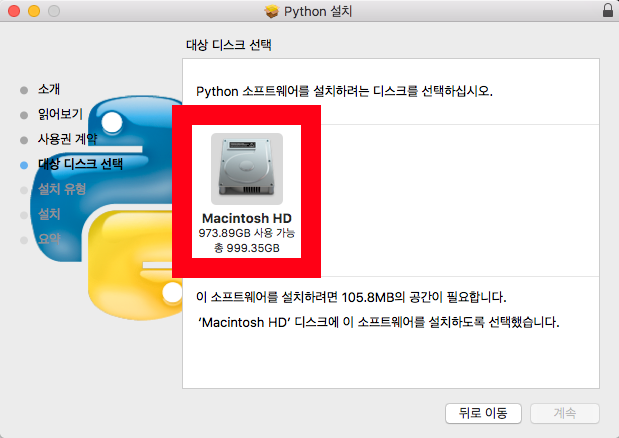 Python 설치
대상 디스크 선택
소개
읽어보기
사용권 계약
대상 디스크 선택
설치 유형
설치
요약
Python 소프트웨어를 설치하려는 디스크를 선택하십시오.
Macintosh HD
973.89GB 사용 가능
총 999.35GB
이 소프트웨어를 설치하려면 105.8MB의 공간이 필요합니다.
‘Macintosh HD’ 디스크에 이 소프트웨어를 설치하도록 선택했습니다.
뒤로 이동
계속